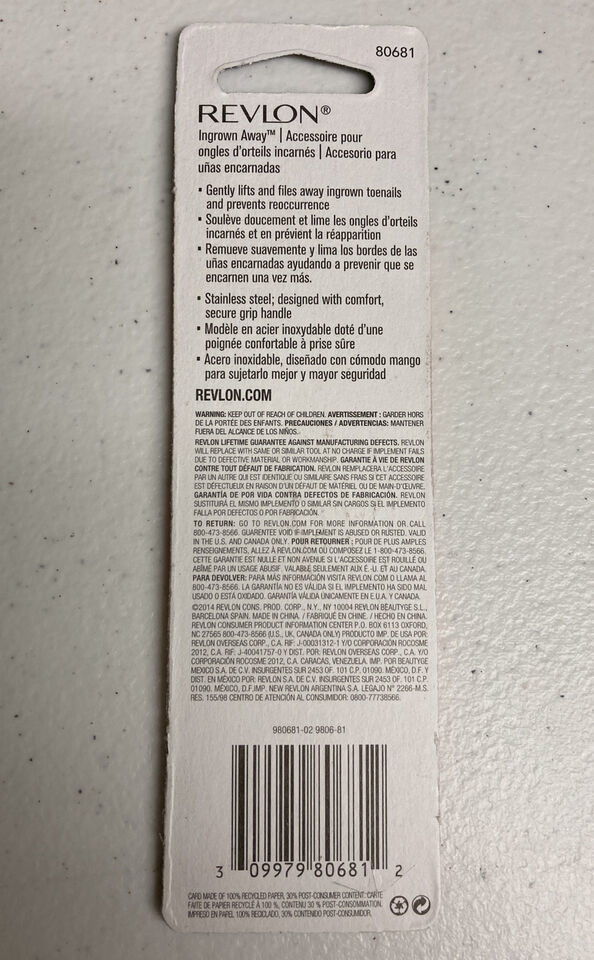 80681
REVLON®
Ingrown Away™ | Accessoire pour
ongles d'orteils incarnés | Accesorio para
uñas encarnadas
• Gently lifts and files away ingrown toenails
and prevents reoccurrence
• Soulève doucement et lime les ongles d'orteils
incarnés et en prévient la réapparition
• Remueve suavemente y lima los bordes de las
uñas encarnadas ayudando a prevenir que se
encarnen una vez más.
• Stainless steel; designed with comfort,
secure grip handle
• Modèle en acier inoxydable doté d'une
poignée confortable à prise sûre
• Acero inoxidable, diseñado con cómodo mango
para sujetarlo mejor y mayor seguridad
REVLON.COM
WARNING: KEEP OUT OF REACH OF CHILDREN. AVERTISSEMENT : GARDER HORS
DE LA PORTÉE DES ENFANTS. PRECAUCIONES / ADVERTENCIAS: MANTENER
FUERA DEL ALCANCE DE LOS NIÑOS.
REVLON LIFETIME GUARANTEE AGAINST MANUFACTURING DEFECTS. REVLON
WILL REPLACE WITH SAME OR SIMILAR TOOL AT NO CHARGE IF IMPLEMENT FAILS
DUE TO DEFECTIVE MATERIAL OR WORKMANSHIP. GARANTIE À VIE DE REVLON
CONTRE TOUT DÉFAUT DE FABRICATION. REVLON REMPLACERA L'ACCESSOIRE
PAR UN AUTRE QUI EST IDENTIQUE OU SIMILAIRE SANS FRAIS SI CET ACCESSOIRE
EST DÉFECTUEUX EN RAISON D'UN DÉFAUT DE MATÉRIEL OU DE MAIN-D'ŒUVRE.
GARANTÍA DE POR VIDA CONTRA DEFECTOS DE FABRICACIÓN. REVLON
SUSTITUIRÁ EL MISMO IMPLEMENTO O SIMILAR SIN CARGOS SI EL IMPLEMENTO
FALLA POR DEFECTOS O POR FABRICACIÓN.
TO RETURN: GO TO REVLON.COM FOR MORE INFORMATION OR CALL
800-473-8566. GUARENTEE VOID IF IMPLEMENT IS ABUSED OR RUSTED. VALID
IN THE U.S. AND CANADA ONLY. POUR RETOURNER : POUR DE PLUS AMPLES
RENSEIGNEMENTS, ALLEZ À REVLON.COM OU COMPOSEZ LE 1-800-473-8566.
CETTE GARANTIE EST NULLE ET NON AVENUE SI L'ACCESSOIRE EST ROUILLÉ OU
ABÎMÉ PAR UN USAGE ABUSIF. VALABLE SEULEMENT AUX É.-U. ET AU CANADA.
PARA DEVOLVER: PARA MÁS INFORMACIÓN VISITA REVLON.COM O LLAMA AL
800-473-8566. LA GARANTÍA NO ES VÁLIDA SI EL IMPLEMENTO HA SIDO MAL
USADO O ESTÁ OXIDADO. GARANTÍA VÁLIDA ÚNICAMENTE EN E.U.A. Y CANADÁ.
©2014 REVLON CONS. PROD. CORP., N.Y., NY 10004 REVLON BEAUTYGE S.L.,
BARCELONA SPAIN. MADE IN CHINA. / FABRIQUÉ EN CHINE. / HECHO EN CHINA.
REVLON CONSUMER PRODUCT INFORMATION CENTER P.O. BOX 6113 OXFORD,
NC 27565 800-473-8566 (U.S., UK, CANADA ONLY) PRODUCTO IMP. DE USA POR:
REVLON OVERSEAS CORP., C.A. RIF: J-00031312-1 Y/O CORPORACIÓN ROCOSME
2012, C.A. RIF: J-40041757-0 Y DIST. POR: REVLON OVERSEAS CORP., C.A. Y/O
CORPORACIÓN ROCOSME 2012, C.A. CARACAS, VENEZUELA. IMP. POR BEAUTYGE
MEXICO S.A. DE C.V. INSURGENTES SUR 2453 OF. 101 C.P. 01090. MÉXICO, D.F. Y
DIST. EN MÉXICO POR: REVLON S.A. DE C.V. INSURGENTES SUR 2453 OF. 101 C.P.
01090. MÉXICO, D.F.IMP. NEW REVLON ARGENTINA S.A. LEGAJO N° 2266-M.S.
RES. 155/98 CENTRO DE ATENCIÓN AL CONSUMIDOR: 0800-77738566.
980681-02 9806-81
3 09979 80681 2
CARD MADE OF 100% RECYCLED PAPER, 30% POST-CONSUMER CONTENT. CARTE
FAITE DE PAPIER RECYCLÉ À 100 %, CONTENU 30 % POST-CONSOMMATION.
IMPRESO EN PAPEL 100% RECICLADO, 30% CONTENIDO POST-CONSUMIDOR.